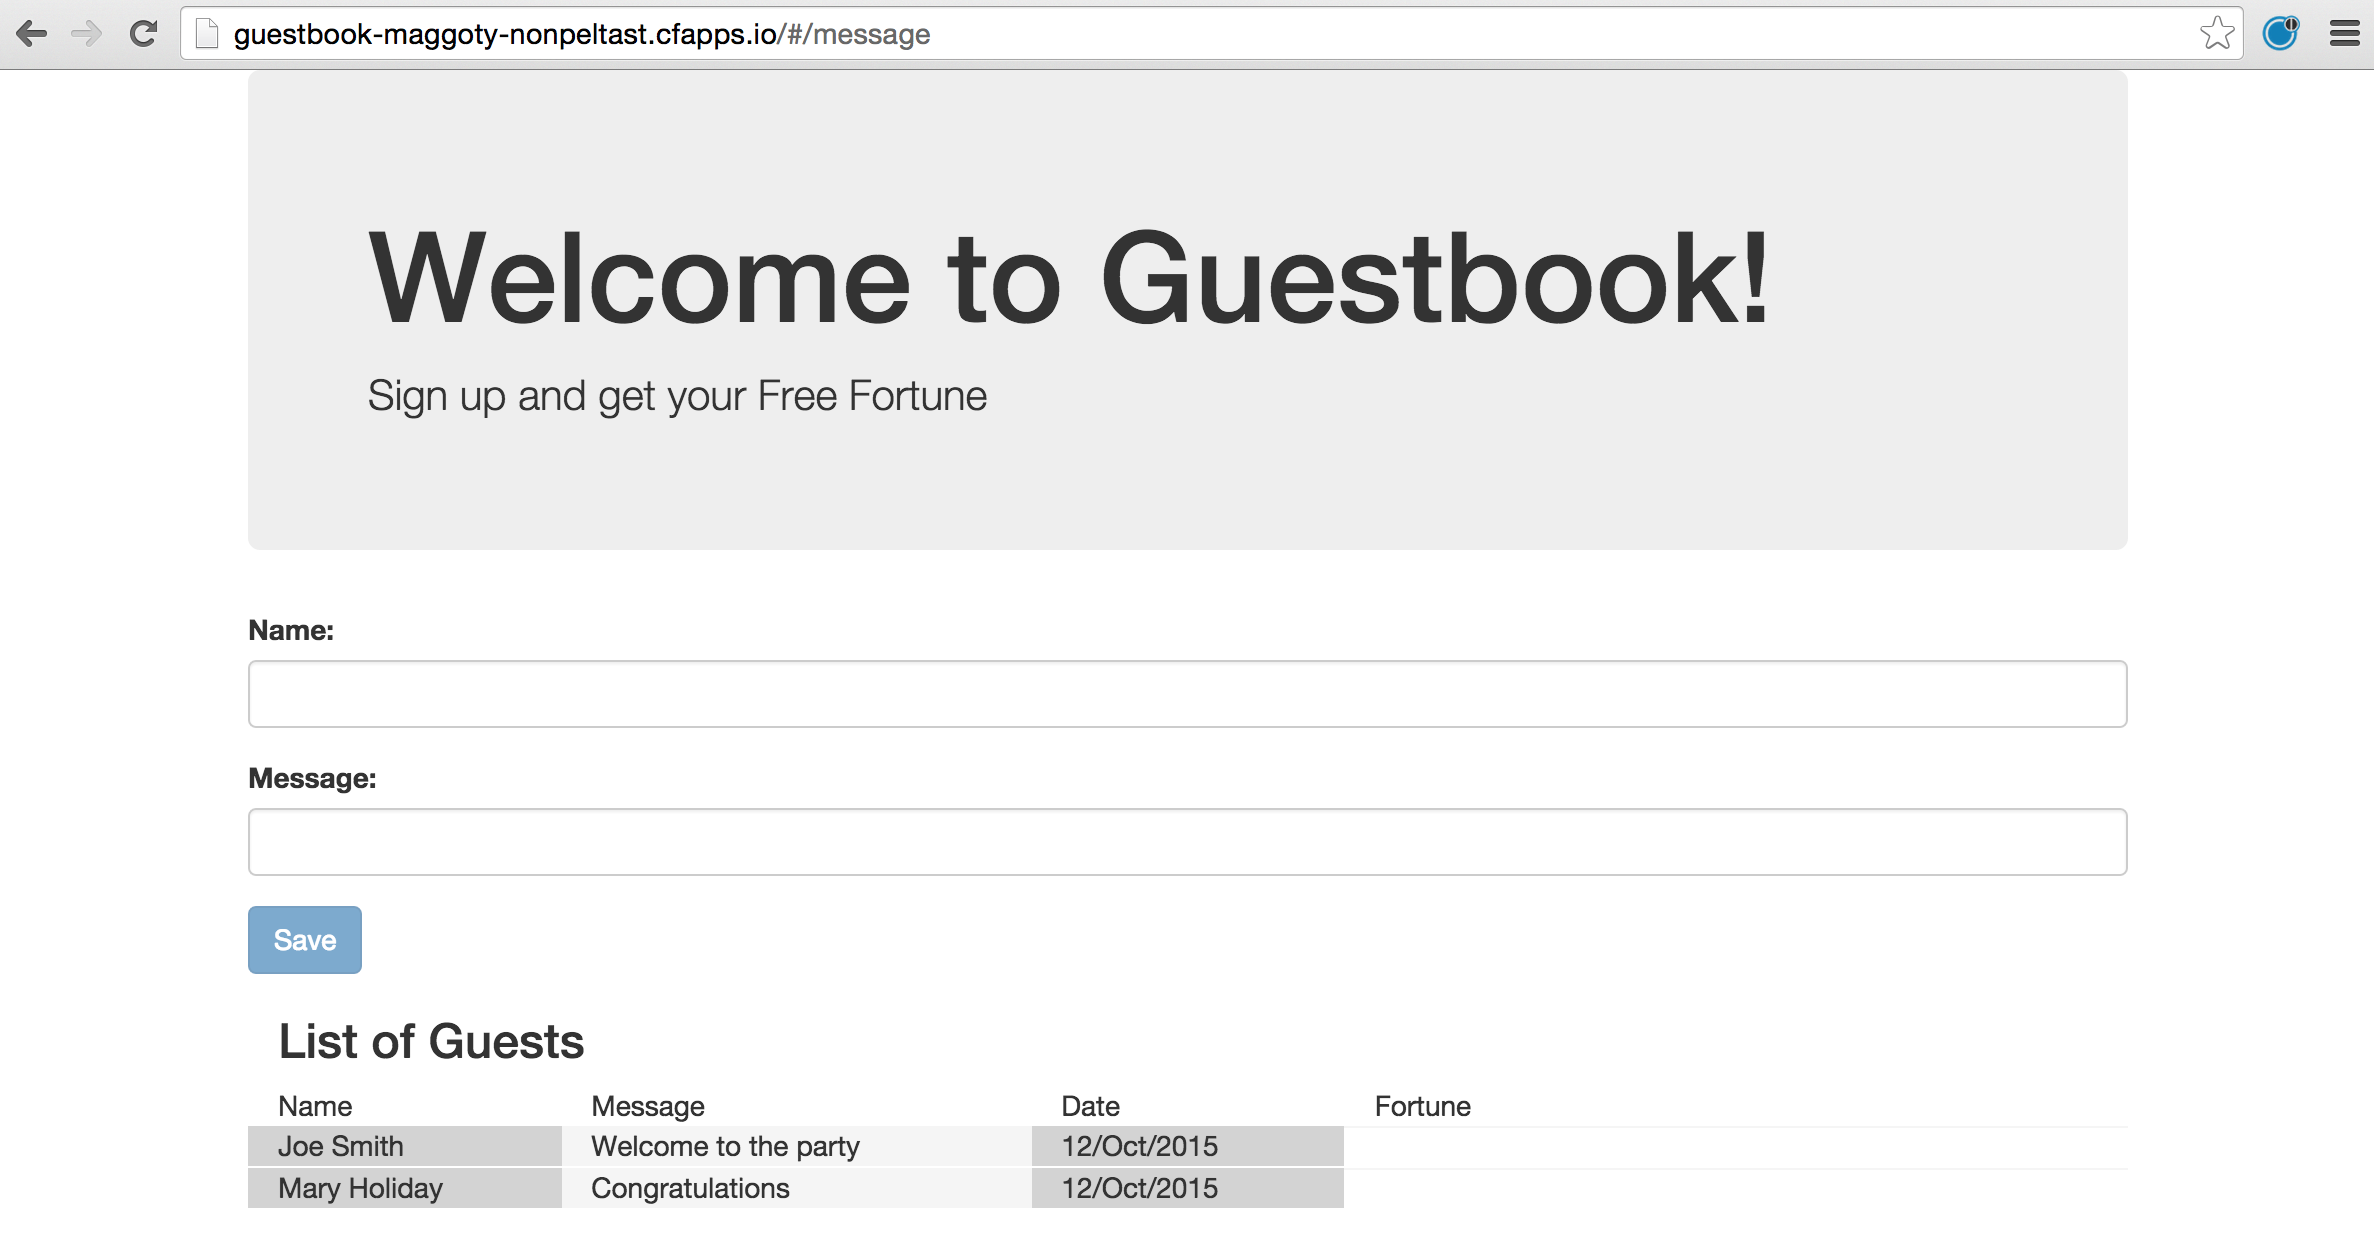 guestbook-maggoty-nonpeltast.cfapps.io/#/message
Welcome to Guestbook!
Sign up and get your Free Fortune
Name:
Message:
Save
List of Guests
Name Message Date Fortune
Joe Smith Welcome to the party 12/Oct/2015
Mary Holiday Congratulations 12/Oct/2015